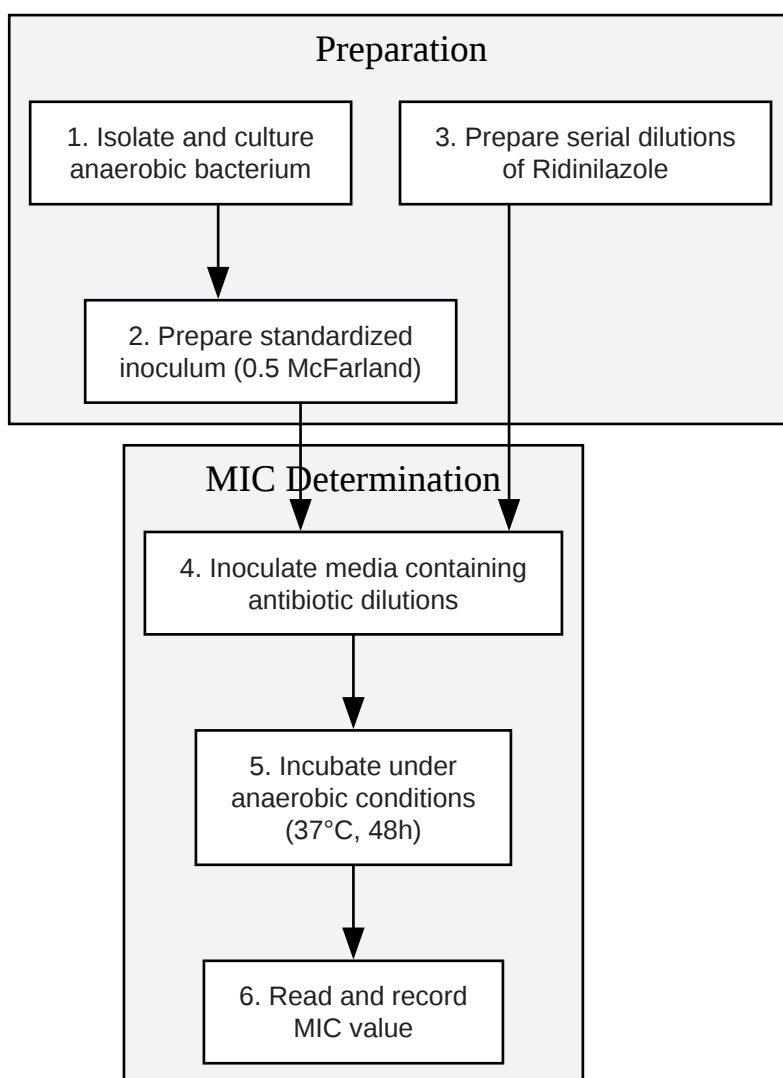 Preparation
1. Isolate and culture
anaerobic bacterium
3. Prepare serial dilutions
of Ridinilazole
2. Prepare standardized
inoculum (0.5 McFarland)
MIC Determination
4. Inoculate media containing
antibiotic dilutions
5. Incubate under
anaerobic conditions
(37°C, 48h)
6. Read and record
MIC value